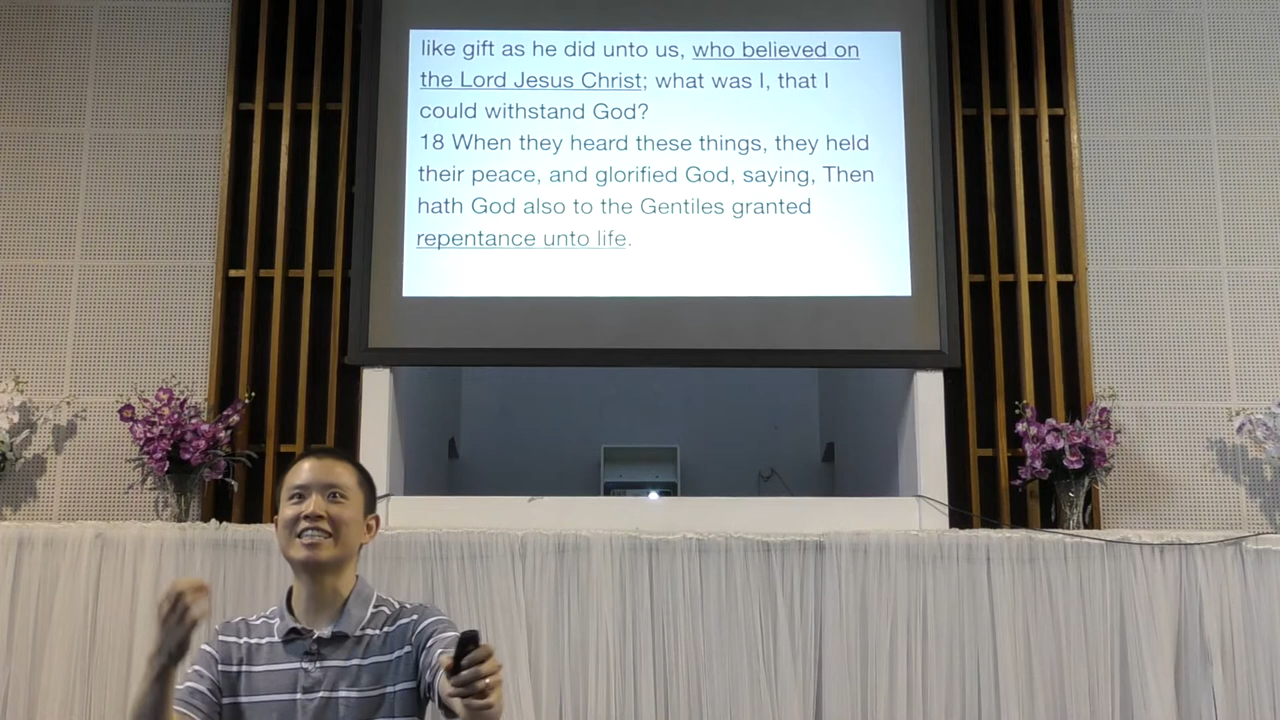 like gift as he did unto us, who believed on
the Lord Jesus Christ; what was I, that I
could withstand God?
18 When they heard these things, they held
their peace, and glorified God, saying, Then
hath God also to the Gentiles granted
repentance unto life.